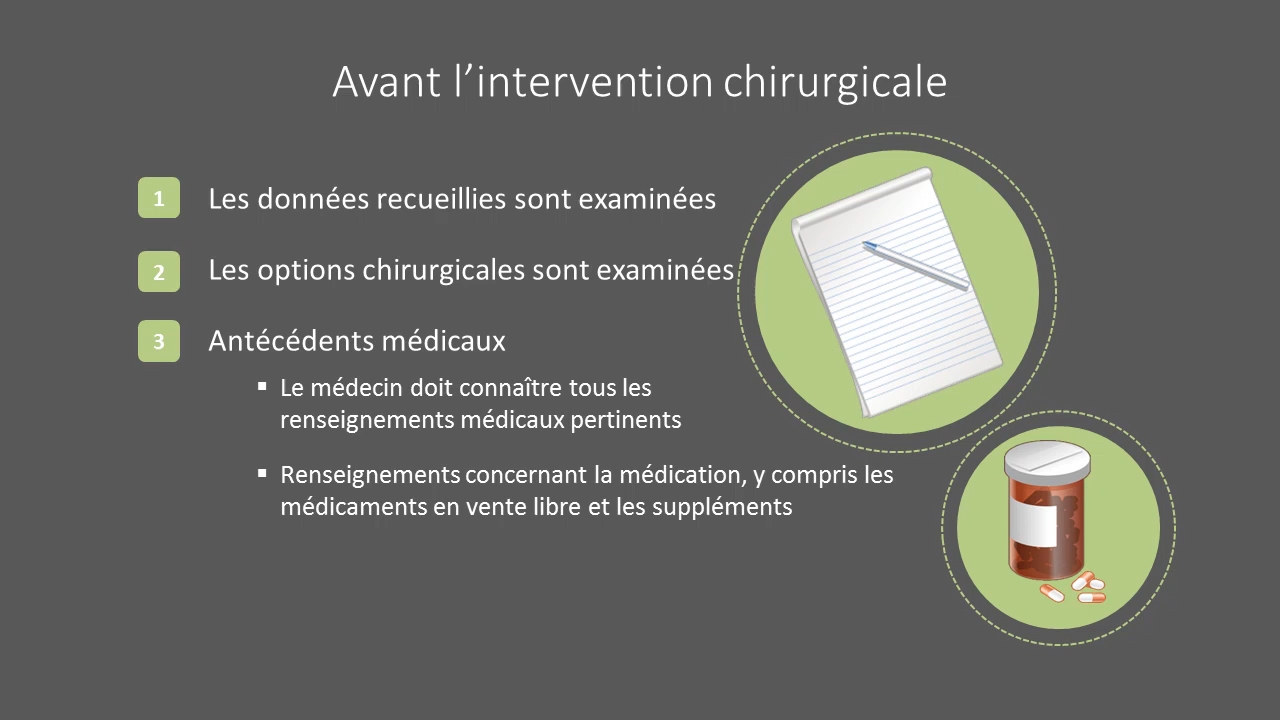 Avant l’intervention chirurgicale
1 Les données recueillies sont examinées
2 Les options chirurgicales sont examinées
3 Antécédents médicaux
▪ Le médecin doit connaître tous les
renseignements médicaux pertinents
▪ Renseignements concernant la médication, y compris les
médicaments en vente libre et les suppléments